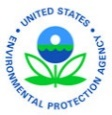 UNITED STATES
ENVIRONMENTAL PROTECTION AGENCY